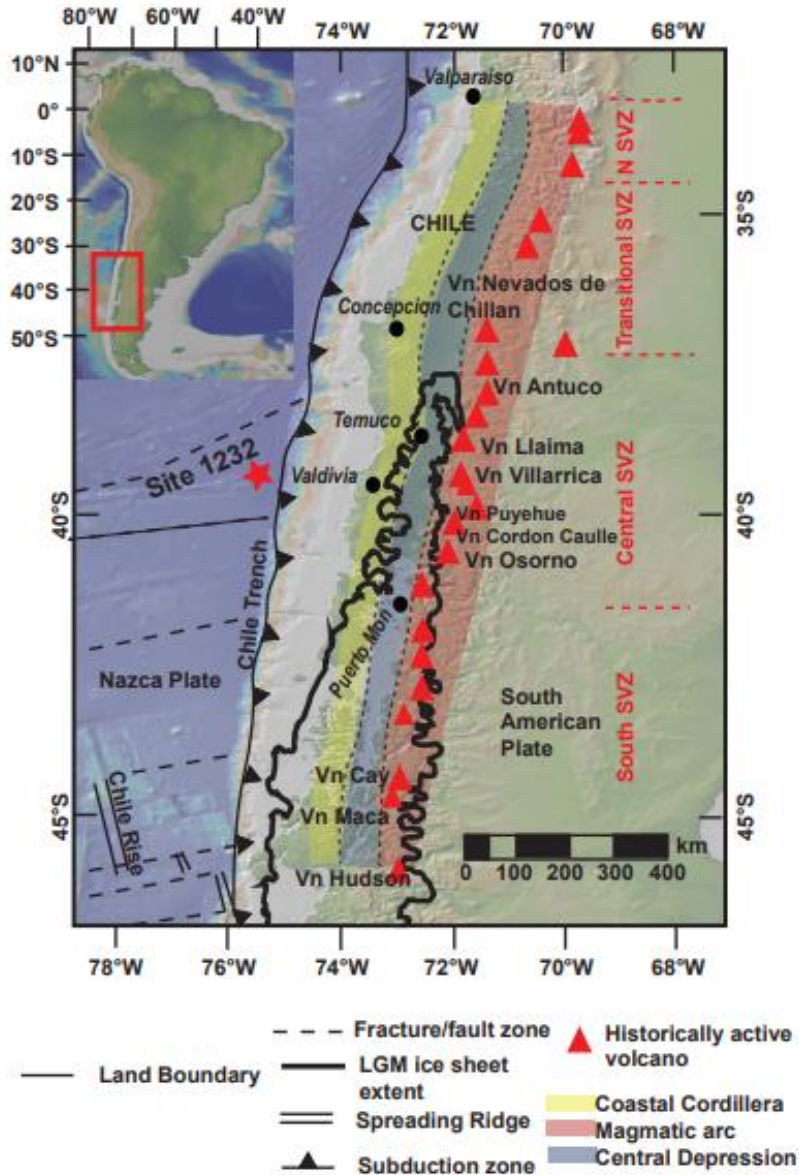 80°W 60°W 40°W 74°W 72°W 70°W
10°N
0°
10°S
20°S
30°S
40°S
50°S
Valparaiso
CHILE
N SVZ
35°S
Transitional SVZ
Vn Nevados de
Chillan
Concepcion
Vn Antuco
Temuco
Vn Llaima
Site 1232
Valdivia
Vn Villarrica
Central SVZ
40°S
Vn Puyehue
40°S
Vn Cordon Caulle
Vn Osorno
Chile Trench
Puerto Mon
Nazca Plate
South
American
Plate
South SVZ
Vn Cay
Chile Rise
Vn Maca
45°S
45°S
km
0 100 200 300 400
Vn Hudson
78°W 76°W 74°W 72°W 70°W 68°W
Fracture/fault zone
Historically active
volcano
Land Boundary
LGM ice sheet
extent
Spreading Ridge
Coastal Cordillera
Magmatic arc
Subduction zone
Central Depression